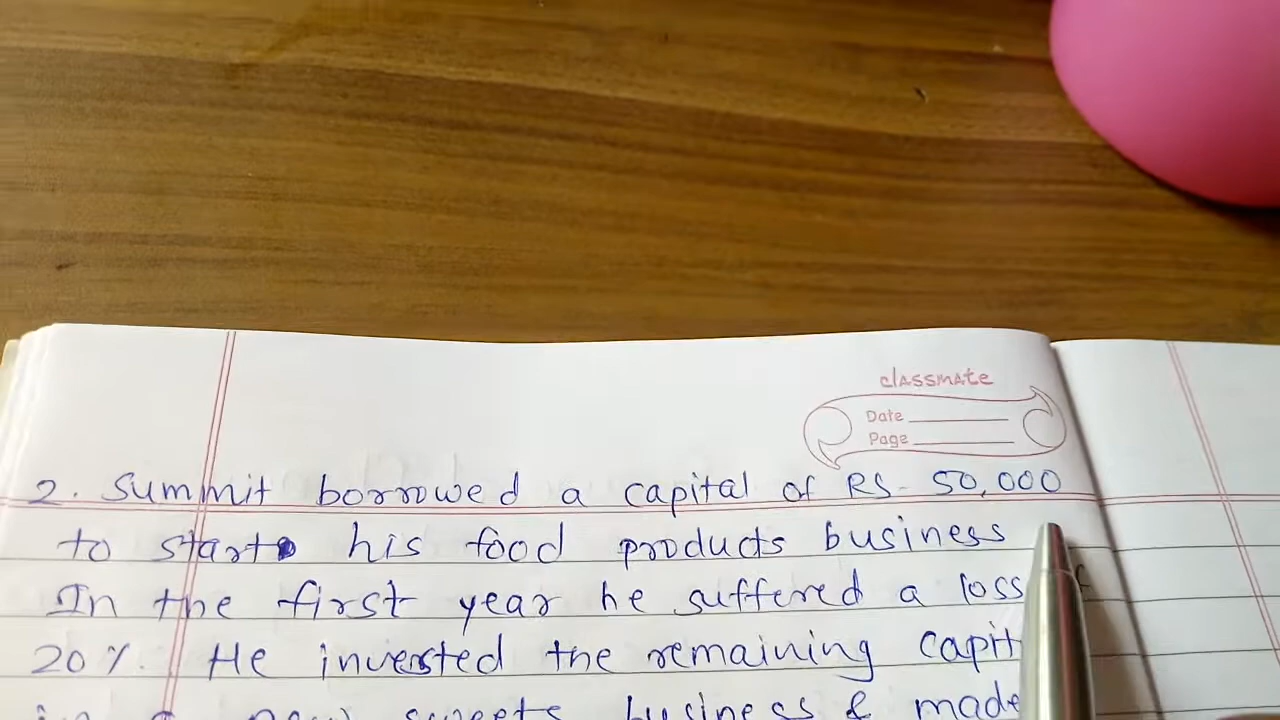 classmate
Date
Page
2. Summit borrowed a capital of RS. 50,000
to start his food products business
In the first year he suffered a loss
20%. He invested the remaining
sweets business & made